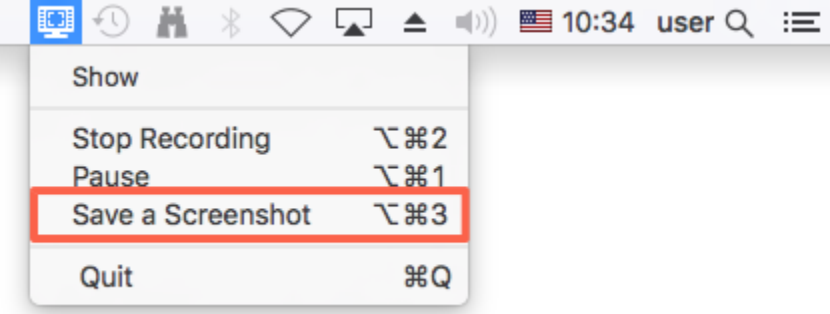 10:34 user
Show
Stop Recording ⌥⌘2
Pause ⌥⌘1
Save a Screenshot ⌥⌘3
Quit ⌘Q